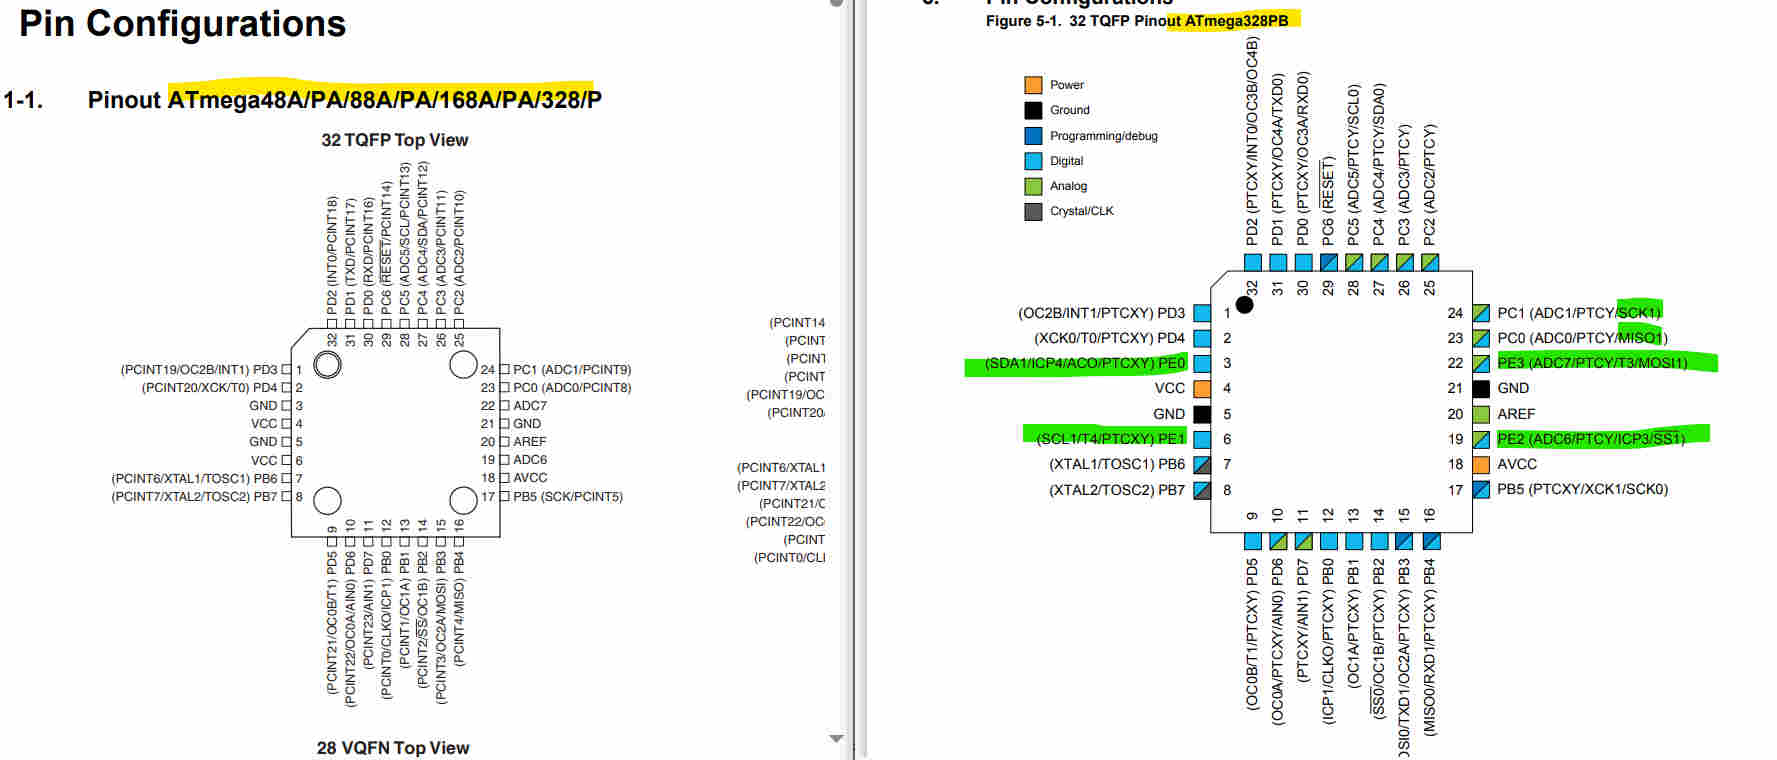 Pin Configurations
1-1. Pinout ATmega48A/PA/88A/PA/168A/PA/328/P
32 TQFP Top View
32 PD2 (INT0/PCINT18)
31 PD1 (TXD/PCINT17)
30 PD0 (RXD/PCINT16)
29 PC6 (RESET/PCINT14)
28 PC5 (ADC5/SCL/PCINT13)
27 PC4 (ADC4/SDA/PCINT12)
26 PC3 (ADC3/PCINT11)
25 PC2 (ADC2/PCINT10)
(PCINT19/OC2B/INT1) PD3 1
(PCINT20/XCK/T0) PD4 2
GND 3
VCC 4
GND 5
VCC 6
(PCINT6/XTAL1/TOSC1) PB6 7
(PCINT7/XTAL2/TOSC2) PB7 8
24 PC1 (ADC1/PCINT9)
23 PC0 (ADC0/PCINT8)
22 ADC7
21 GND
20 AREF
19 ADC6
18 AVCC
17 PB5 (SCK/PCINT5)
(PCINT21/OC0B/T1) PD5 9
(PCINT22/OC0A/AIN0) PD6 10
(PCINT23/AIN1) PD7 11
(PCINT0/CLKO/ICP1) PB0 12
(PCINT1/OC1A) PB1 13
(PCINT2/SS/OC1B) PB2 14
(PCINT3/OC2A/MOSI) PB3 15
(PCINT4/MISO) PB4 16
28 VQFN Top View
(PCINT14
(PCINT
(PCINT
(PCINT
(PCINT19/OC
(PCINT20/
(PCINT6/XTAL1
(PCINT7/XTAL2
(PCINT21/C
(PCINT22/OC
(PCINT
(PCINT0/CLI
Pin Configurations
Figure 5-1. 32 TQFP Pinout ATmega328PB
Power
Ground
Programming/debug
Digital
Analog
Crystal/CLK
PD2 (PTCXY/INT0/OC3B/OC4B) 32
PD1 (PTCXY/OC4A/TXD0) 31
PD0 (PTCXY/OC3A/RXD0) 30
PC6 (RESET) 29
PC5 (ADC5/PTCY/SCL0) 28
PC4 (ADC4/PTCY/SDA0) 27
PC3 (ADC3/PTCY) 26
PC2 (ADC2/PTCY) 25
(OC2B/INT1/PTCXY) PD3 1
(XCK0/T0/PTCXY) PD4 2
(SDA1/ICP4/ACO/PTCXY) PE0 3
VCC 4
GND 5
(SCL1/T4/PTCXY) PE1 6
(XTAL1/TOSC1) PB6 7
(XTAL2/TOSC2) PB7 8
24 PC1 (ADC1/PTCY/SCK1)
23 PC0 (ADC0/PTCY/MISO1)
22 PE3 (ADC7/PTCY/T3/MOSI1)
21 GND
20 AREF
19 PE2 (ADC6/PTCY/ICP3/SS1)
18 AVCC
17 PB5 (PTCXY/XCK1/SCK0)
(OC0B/T1/PTCXY) PD5 9
(OC0A/PTCXY/AIN0) PD6 10
(PTCXY/AIN1) PD7 11
(ICP1/CLKO/PTCXY) PB0 12
(OC1A/PTCXY) PB1 13
(SS0/OC1B/PTCXY) PB2 14
OSI0/TXD1/OC2A/PTCXY) PB3 15
(MISO0/RXD1/PTCXY) PB4 16